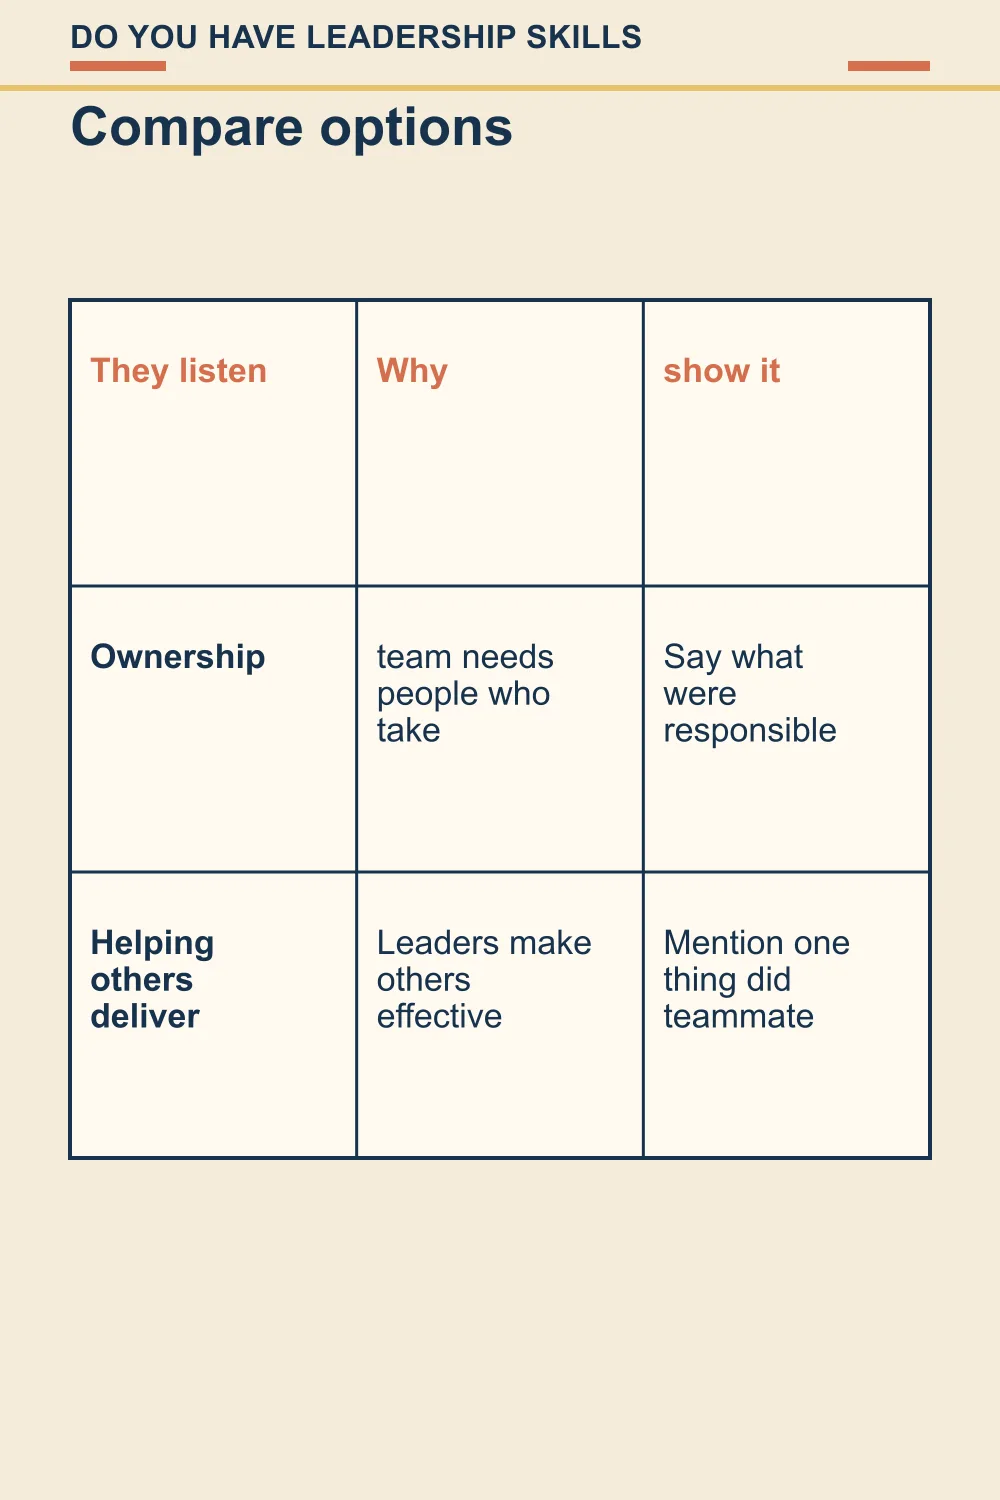 DO YOU HAVE LEADERSHIP SKILLS
Compare options
They listen
Why
show it
Ownership
team needs
people who
take
Say what
were
responsible
Helping
others
deliver
Leaders make
others
effective
Mention one
thing did
teammate